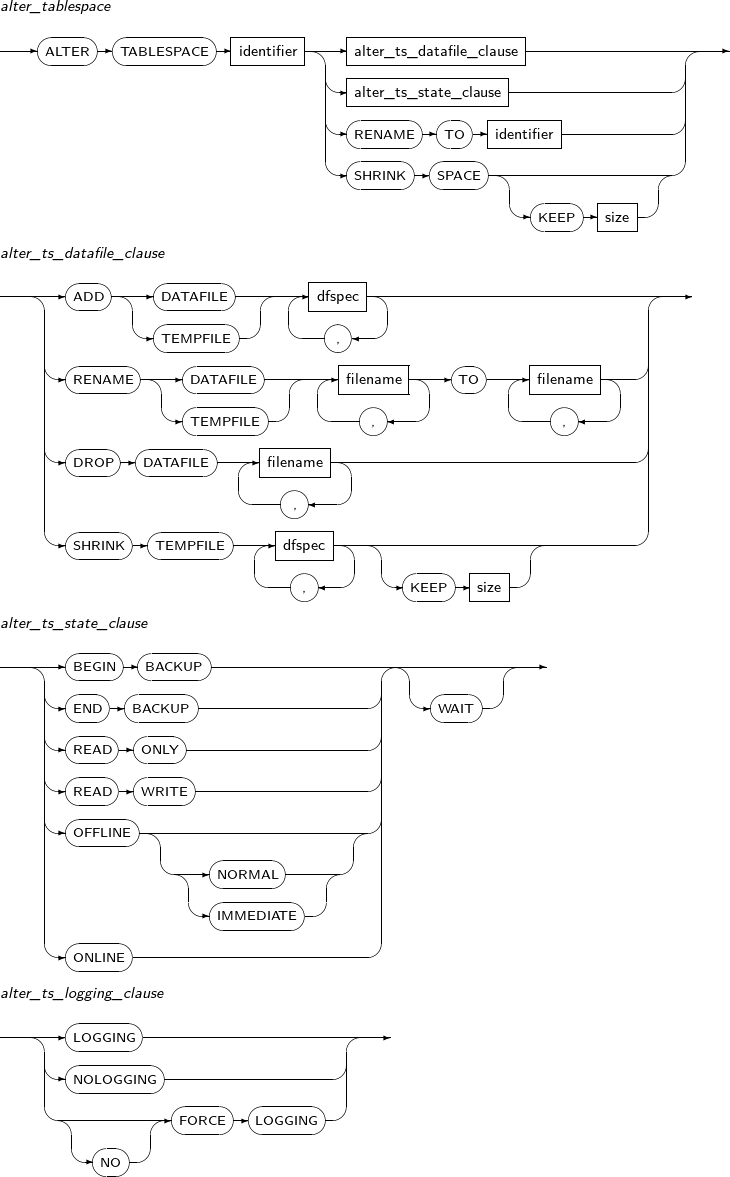 alter_tablespace
ALTER TABLESPACE identifier alter_ts_datafile_clause
alter_ts_state_clause
RENAME TO identifier
SHRINK SPACE
KEEP size
alter_ts_datafile_clause
ADD DATAFILE dfspec
TEMPFILE ,
RENAME DATAFILE filename TO filename
TEMPFILE , ,
DROP DATAFILE filename
,
SHRINK TEMPFILE dfspec
, KEEP size
alter_ts_state_clause
BEGIN BACKUP
END BACKUP WAIT
READ ONLY
READ WRITE
OFFLINE
NORMAL
IMMEDIATE
ONLINE
alter_ts_logging_clause
LOGGING
NOLOGGING
FORCE LOGGING
NO